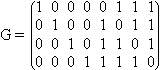 G = ( 1 0 0 0 0 1 1 1
0 1 0 0 1 0 1 1
0 0 1 0 1 1 0 1
0 0 0 1 1 1 1 0 )